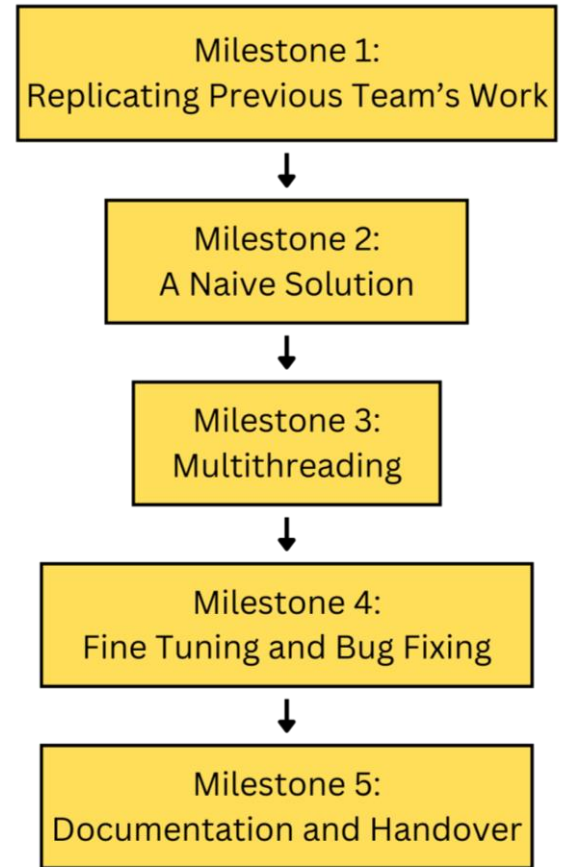 Milestone 1:
Replicating Previous Team’s Work
Milestone 2:
A Naive Solution
Milestone 3:
Multithreading
Milestone 4:
Fine Tuning and Bug Fixing
Milestone 5:
Documentation and Handover